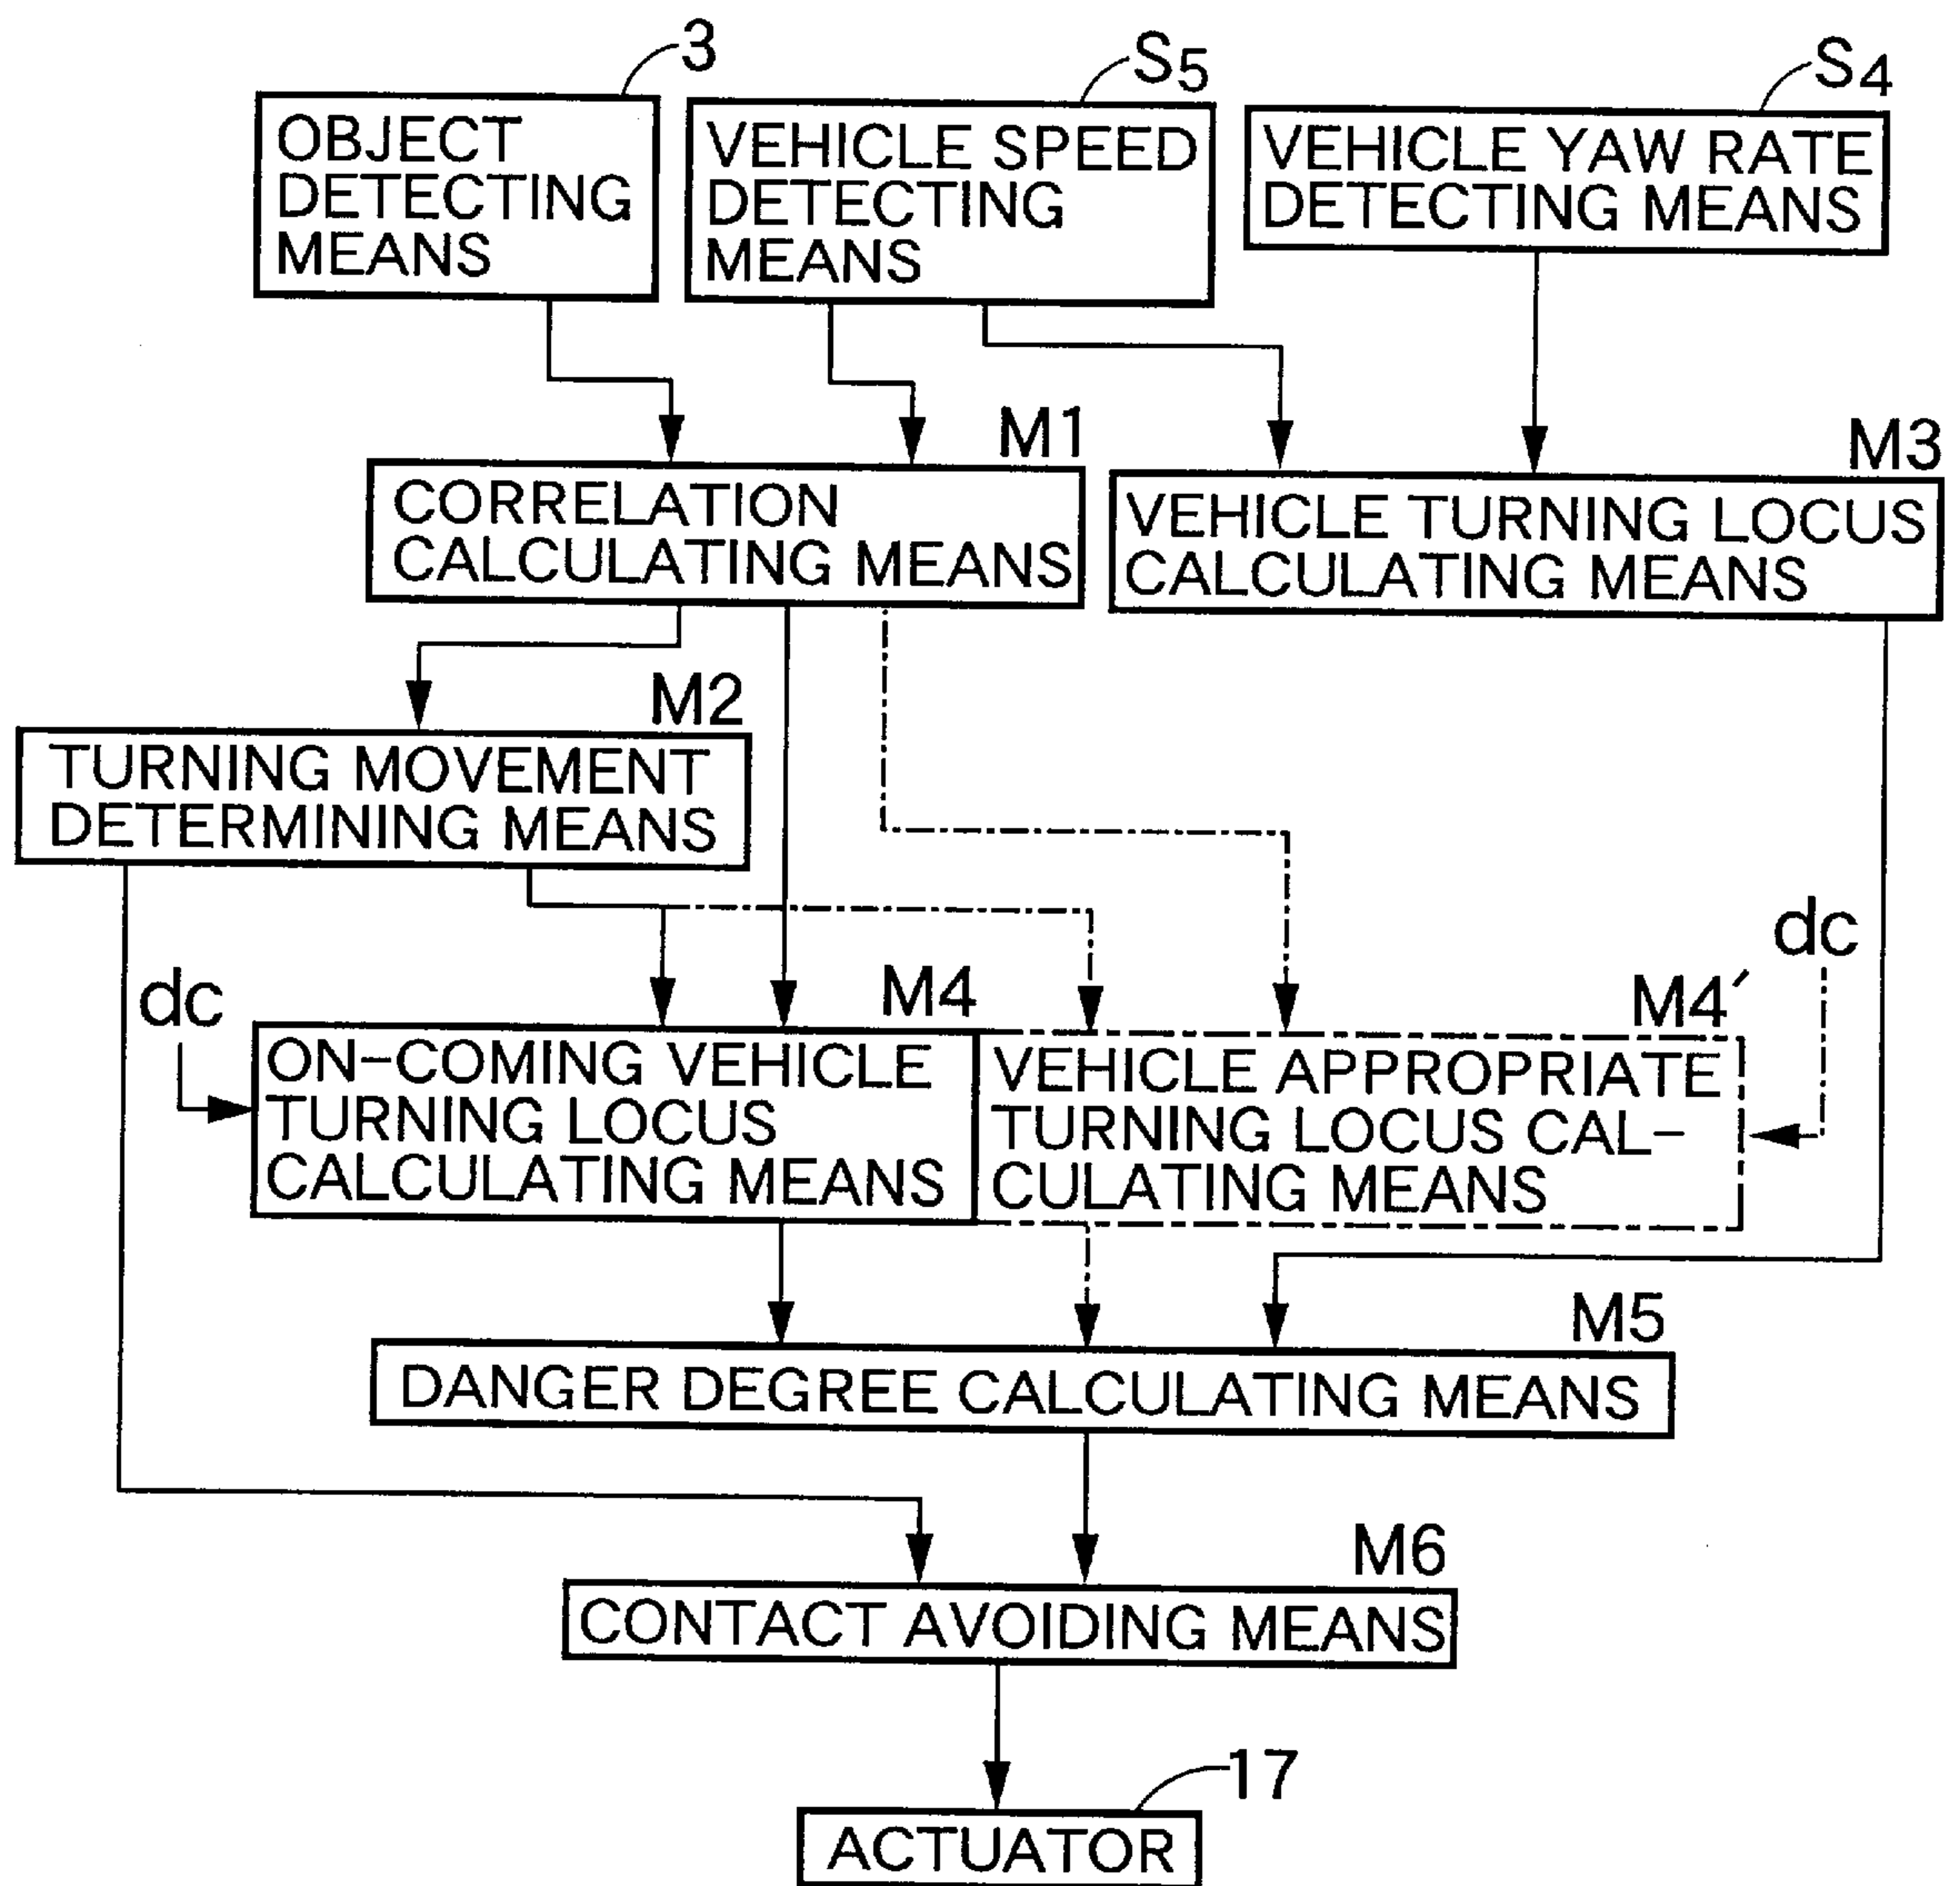 3
S5
S4
OBJECT
DETECTING
MEANS
VEHICLE SPEED
DETECTING
MEANS
VEHICLE YAW RATE
DETECTING MEANS
M1
M3
CORRELATION
CALCULATING MEANS
VEHICLE TURNING LOCUS
CALCULATING MEANS
M2
TURNING MOVEMENT
DETERMINING MEANS
dc
dc
M4
M4′
ON-COMING VEHICLE
TURNING LOCUS
CALCULATING MEANS
VEHICLE APPROPRIATE
TURNING LOCUS CAL-
CULATING MEANS
M5
DANGER DEGREE CALCULATING MEANS
M6
CONTACT AVOIDING MEANS
17
ACTUATOR